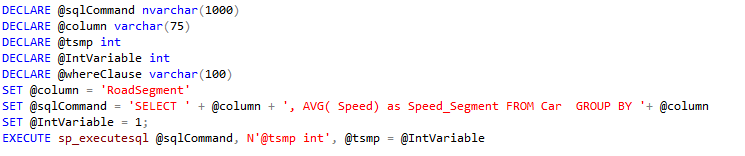 DECLARE @sqlCommand nvarchar(1000)
DECLARE @column varchar(75)
DECLARE @tsmp int
DECLARE @IntVariable int
DECLARE @whereClause varchar(100)
SET @column = 'RoadSegment'
SET @sqlCommand = 'SELECT ' + @column + ', AVG( Speed) as Speed_Segment FROM Car  GROUP BY '+ @column
SET @IntVariable = 1;
EXECUTE sp_executesql @sqlCommand, N'@tsmp int', @tsmp = @IntVariable